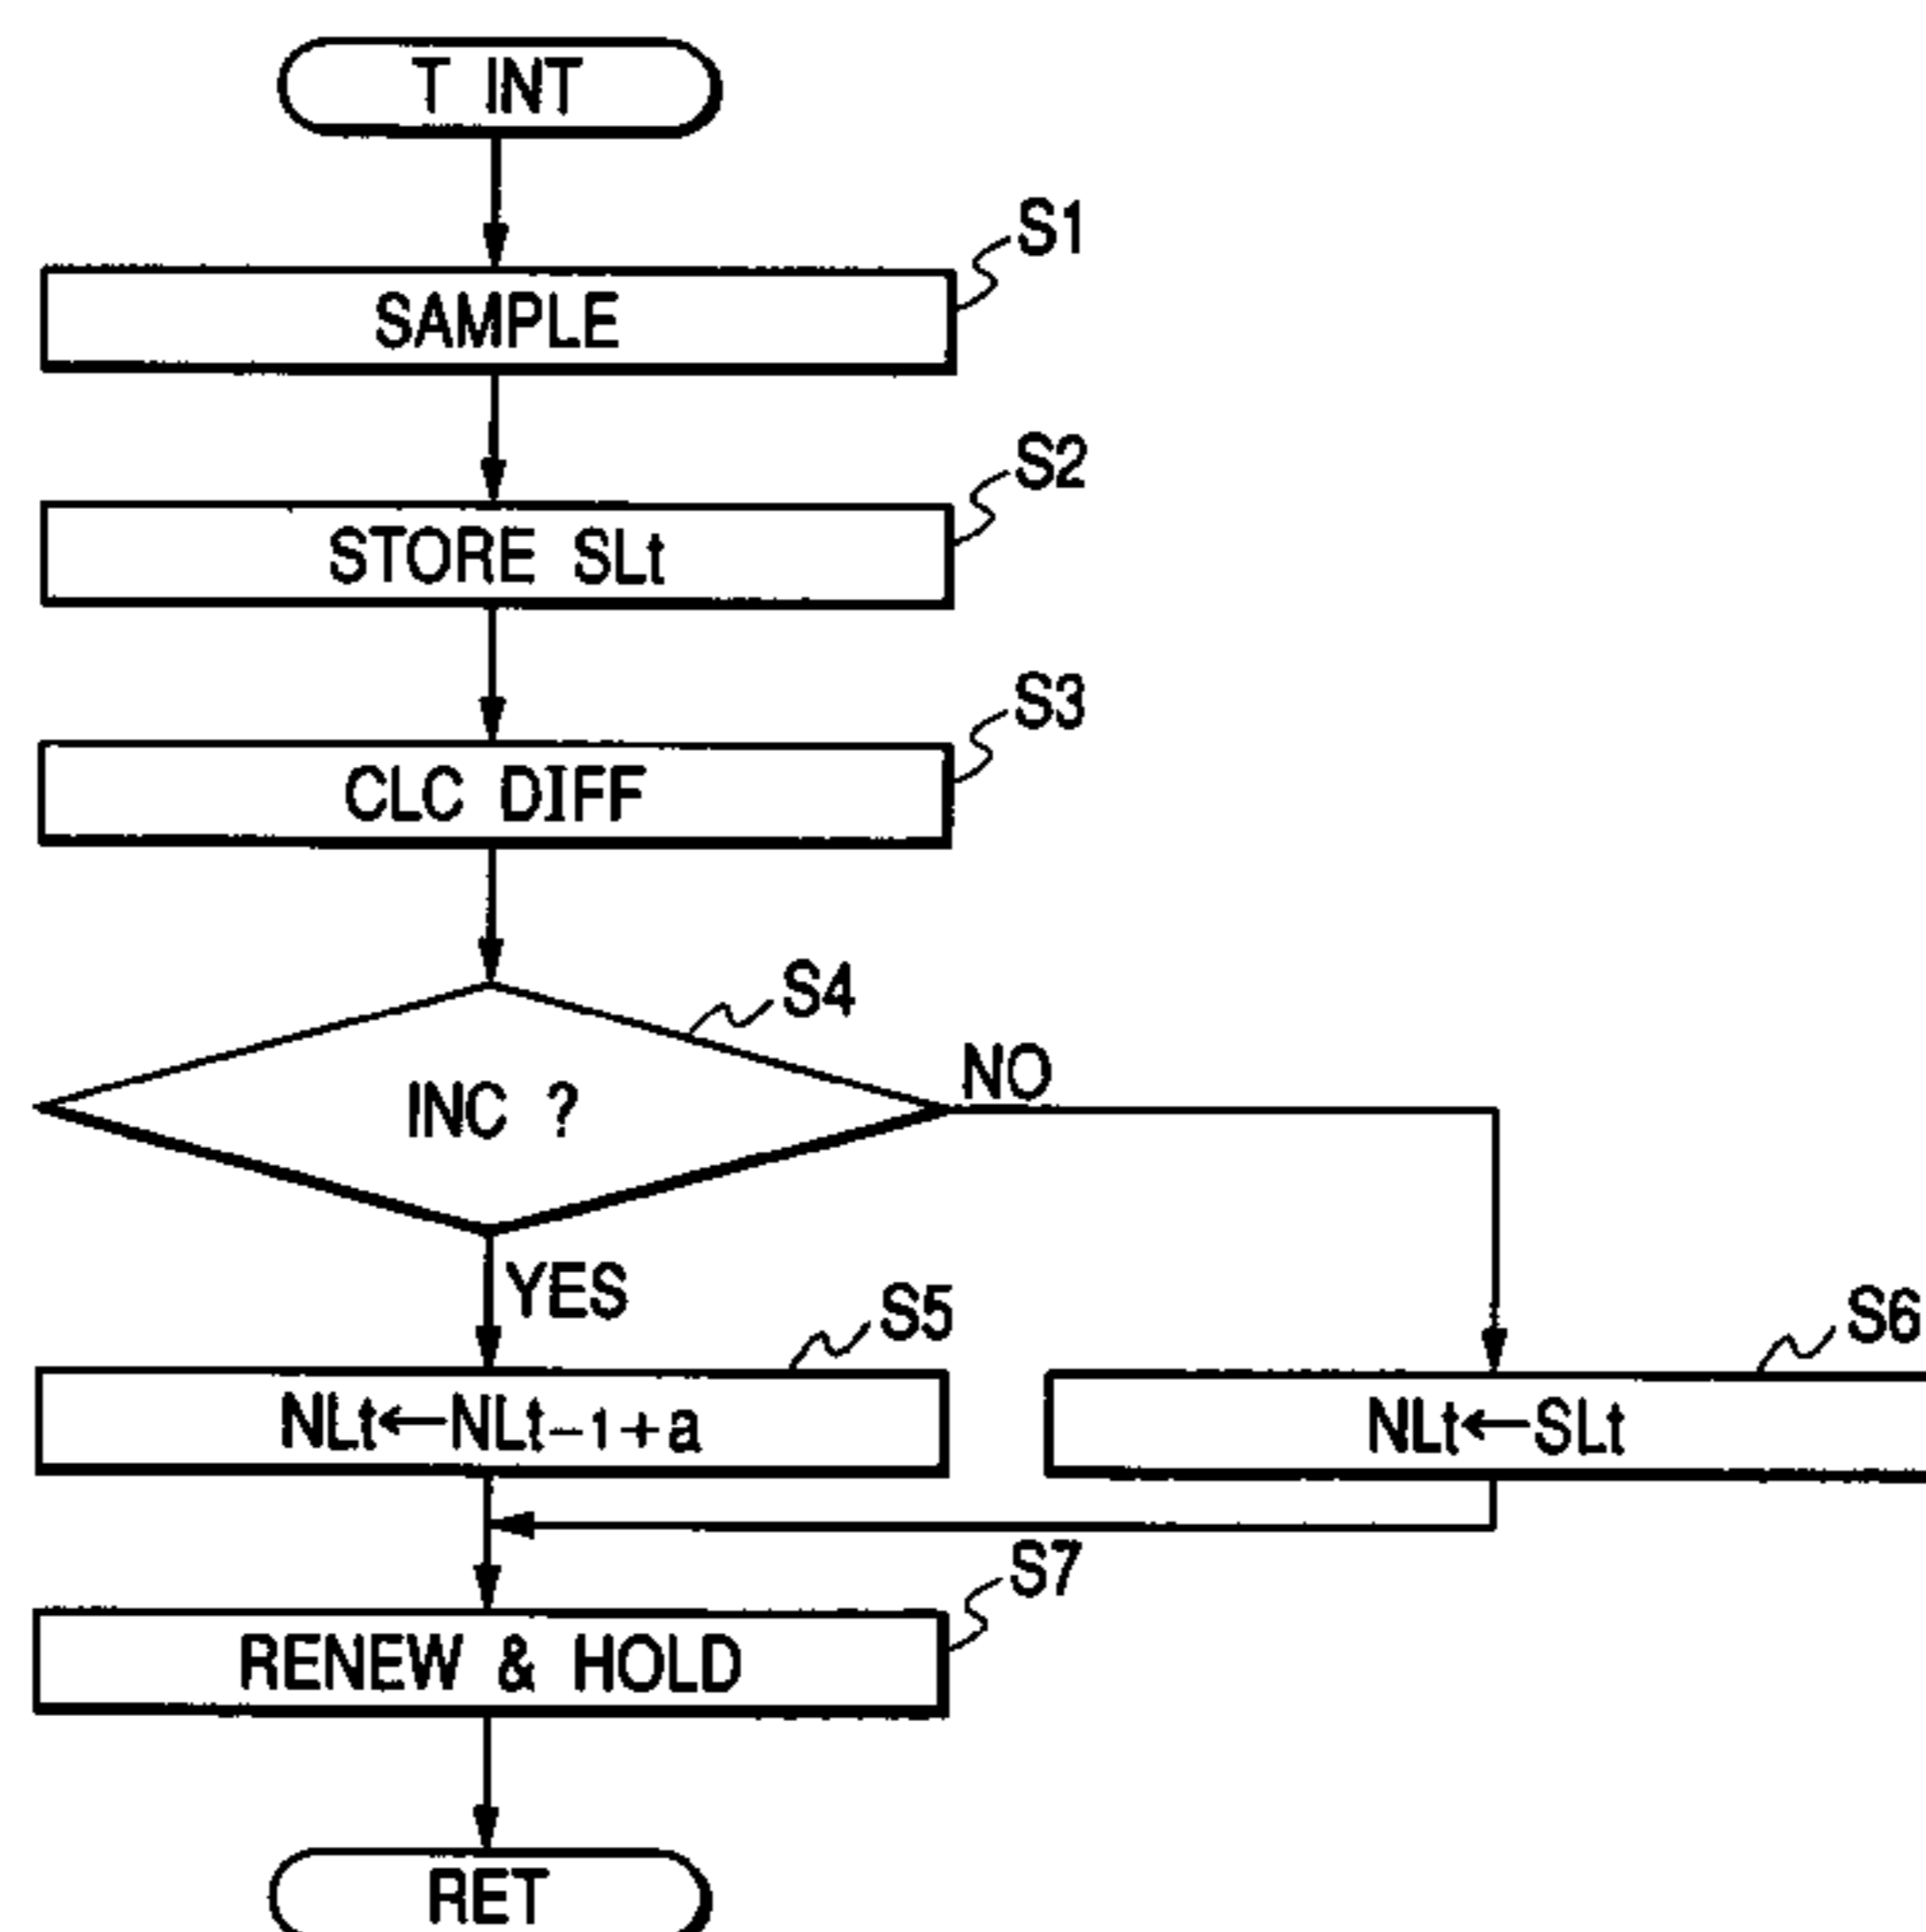 T INT
S1
SAMPLE
S2
STORE SLt
S3
CLC DIFF
S4
INC ?
NO
YES
S5
NLt←NLt-1+a
S6
NLt←SLt
S7
RENEW & HOLD
RET